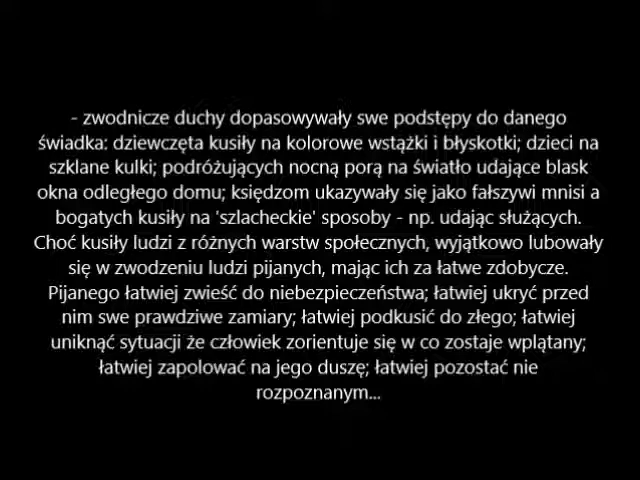 - zwodnicze duchy dopasowywały swe podstępy do danego
świadka: dziewczęta kusiły na kolorowe wstążki i błyskotki; dzieci na
szklane kulki; podróżujących nocną porą na światło udające blask
okna odległego domu; księdzom ukazywały się jako fałszywi mnisi a
bogatych kusiły na 'szlacheckie' sposoby - np. udając służących.
Choć kusiły ludzi z różnych warstw społecznych, wyjątkowo lubowały
się w zwodzeniu ludzi pijanych, mając ich za łatwe zdobycze.
Pijanego łatwiej zwieść do niebezpieczeństwa; łatwiej ukryć przed
nim swe prawdziwe zamiary; łatwiej podkusić do złego; łatwiej
uniknąć sytuacji że człowiek zorientuje się w co zostaje wplątany;
łatwiej zapolować na jego duszę; łatwiej pozostać nie
rozpoznanym...